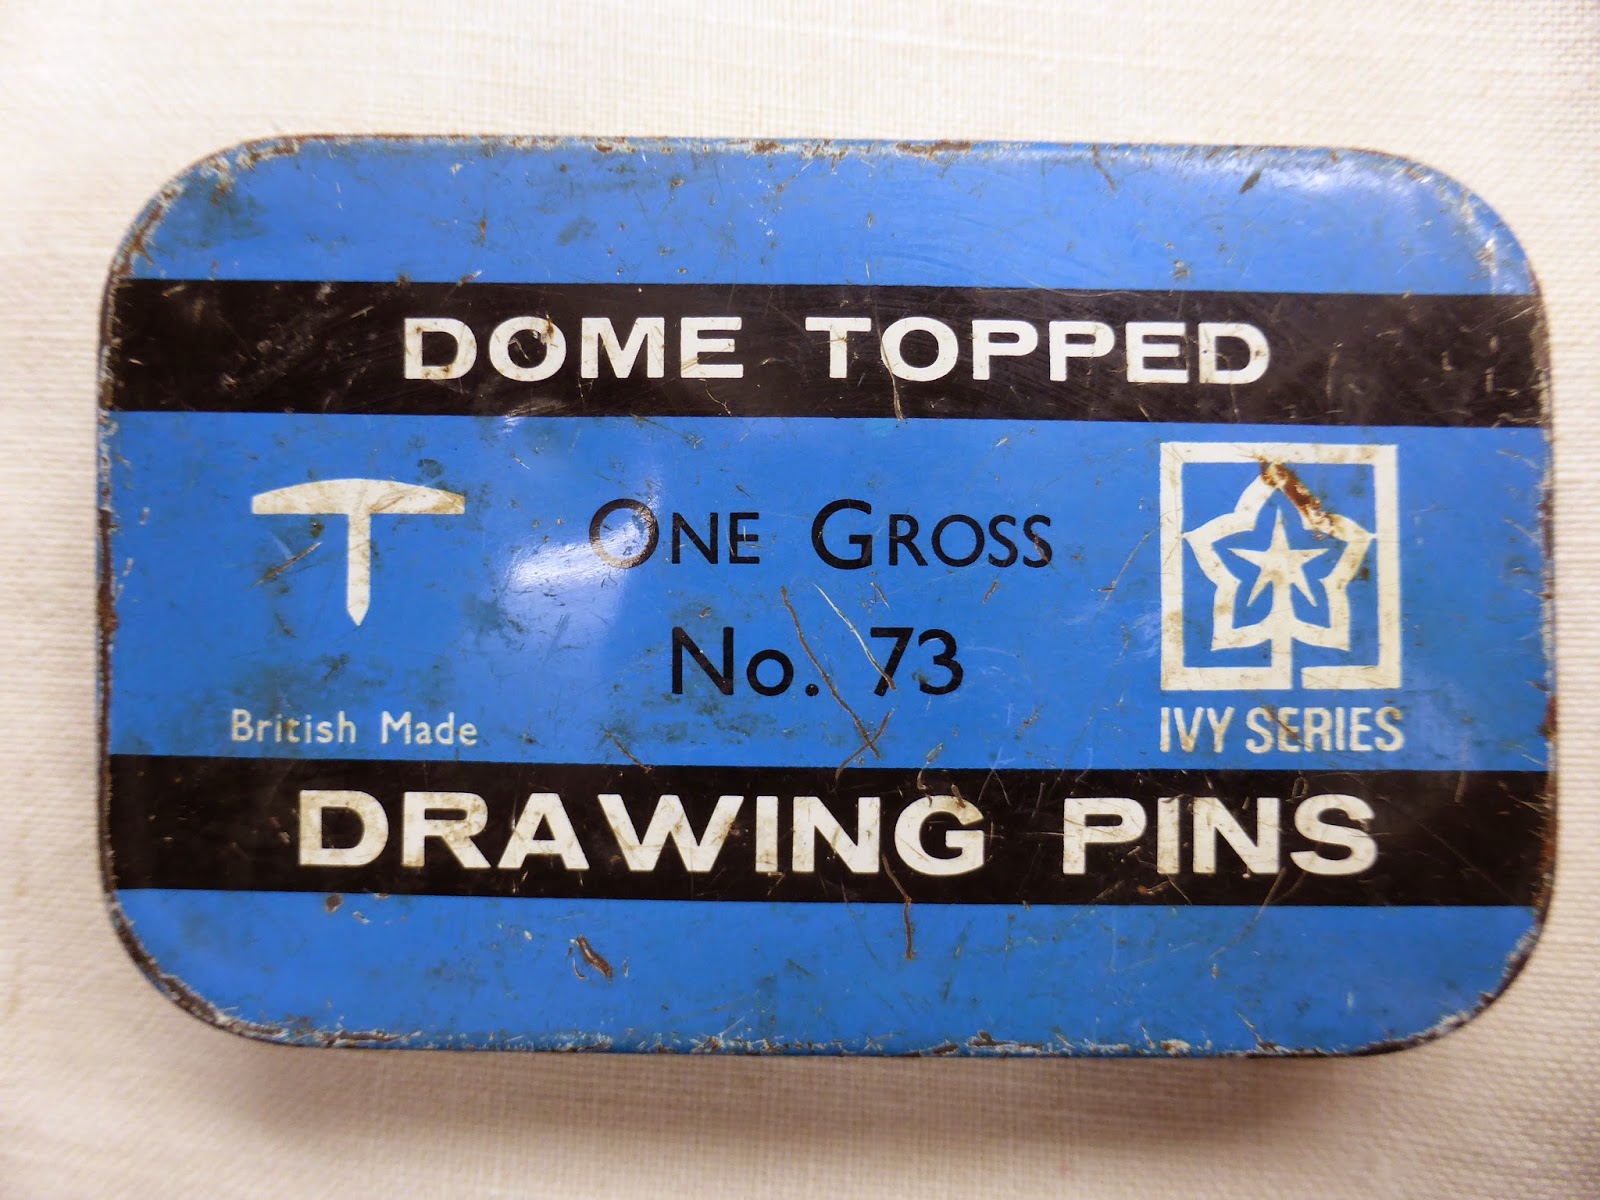 DOME TOPPED
ONE GROSS
No. 73
British Made
IVY SERIES
DRAWING PINS